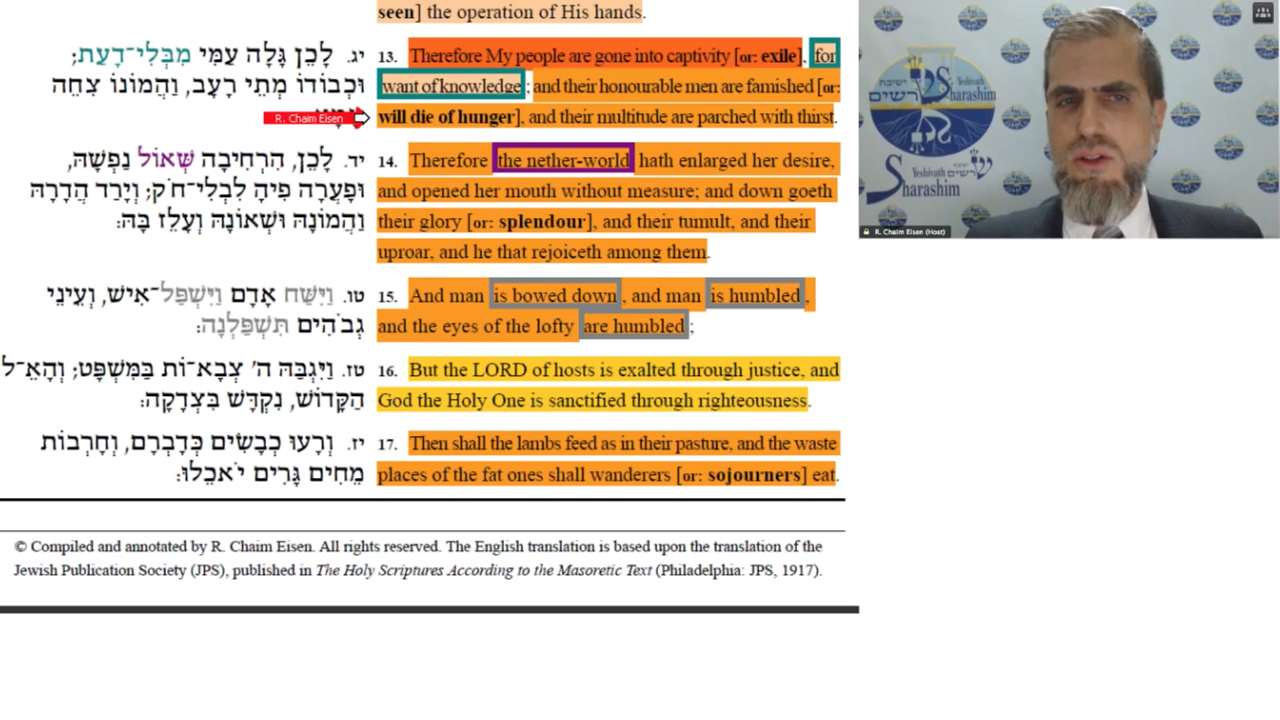 seen] the operation of His hands.
יג. לָכֵן גָּלָה עַמִּי מִבְּלִי־דָעַת;
וּכְבוֹדוֹ מְתֵי רָעָב, וַהֲמוֹנוֹ צִחֵה
13. Therefore My people are gone into captivity [or: exile], for
want of knowledge; and their honourable men are famished [or:
will die of hunger], and their multitude are parched with thirst.
R. Chaim Eisen
יד. לָכֵן, הִרְחִיבָה שְּׁאוֹל נַפְשָׁהּ,
וּפָעֲרָה פִיהָ לִבְלִי־חֹק; וְיָרַד הֲדָרָהּ
וַהֲמוֹנָהּ וּשְׁאוֹנָהּ וְעָלֵז בָּהּ:
14. Therefore the nether-world hath enlarged her desire,
and opened her mouth without measure; and down goeth
their glory [or: splendour], and their tumult, and their
uproar, and he that rejoiceth among them.
טו. וַיִּשַּׁח אָדָם וַיִּשְׁפַּל־אִישׁ, וְעֵינֵי
גְבֹהִים תִּשְׁפַּלְנָה:
15. And man is bowed down, and man is humbled,
and the eyes of the lofty are humbled;
טז. וַיִּגְבַּהּ ה' צְבָא־וֹת בַּמִּשְׁפָּט; וְהָאֵ־ל
הַקָּדוֹשׁ, נִקְדָּשׁ בִּצְדָקָה:
16. But the LORD of hosts is exalted through justice, and
God the Holy One is sanctified through righteousness.
יז. וְרָעוּ כְבָשִׂים כְּדָבְרָם, וְחָרְבוֹת
מֵחִים גָּרִים יֹאכֵלוּ:
17. Then shall the lambs feed as in their pasture, and the waste
places of the fat ones shall wanderers [or: sojourners] eat.
© Compiled and annotated by R. Chaim Eisen. All rights reserved. The English translation is based upon the translation of the
Jewish Publication Society (JPS), published in The Holy Scriptures According to the Masoretic Text (Philadelphia: JPS, 1917).
ישיבת
שרשים
Yeshivath
Sharashim
Yeshivath
Sharashim
R. Chaim Eisen (Host)